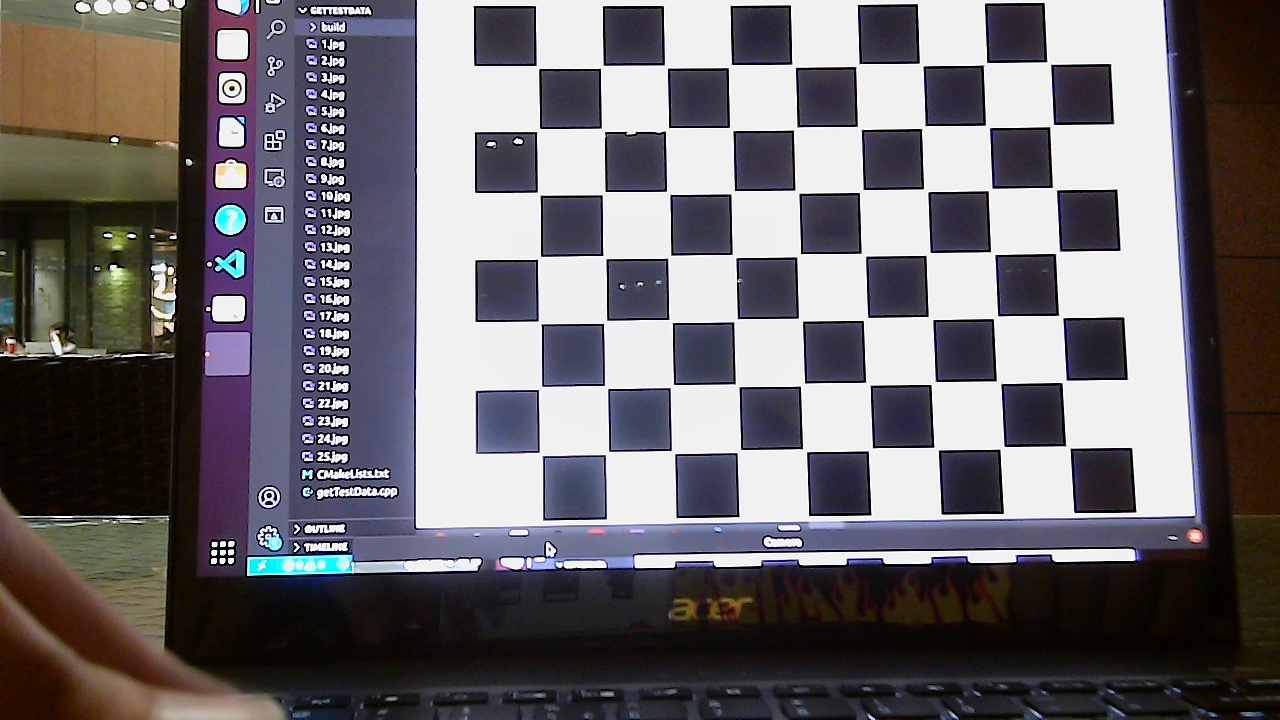 GETTESTDATA
build
1.jpg
2.jpg
3.jpg
4.jpg
5.jpg
6.jpg
7.jpg
8.jpg
9.jpg
10.jpg
11.jpg
12.jpg
13.jpg
14.jpg
15.jpg
16.jpg
17.jpg
18.jpg
19.jpg
20.jpg
21.jpg
22.jpg
23.jpg
24.jpg
25.jpg
M CMakeLists.txt
getTestData.cpp
OUTLINE
TIMELINE
Camera
acer